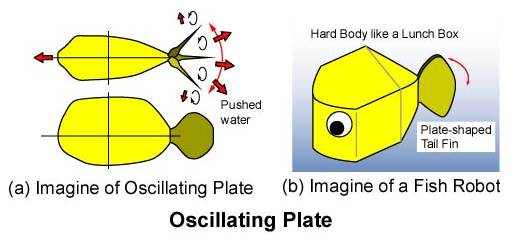 Hard Body like a Lunch Box
Pushed
water
Plate-shaped
Tail Fin
(a) Imagine of Oscillating Plate
(b) Imagine of a Fish Robot
Oscillating Plate